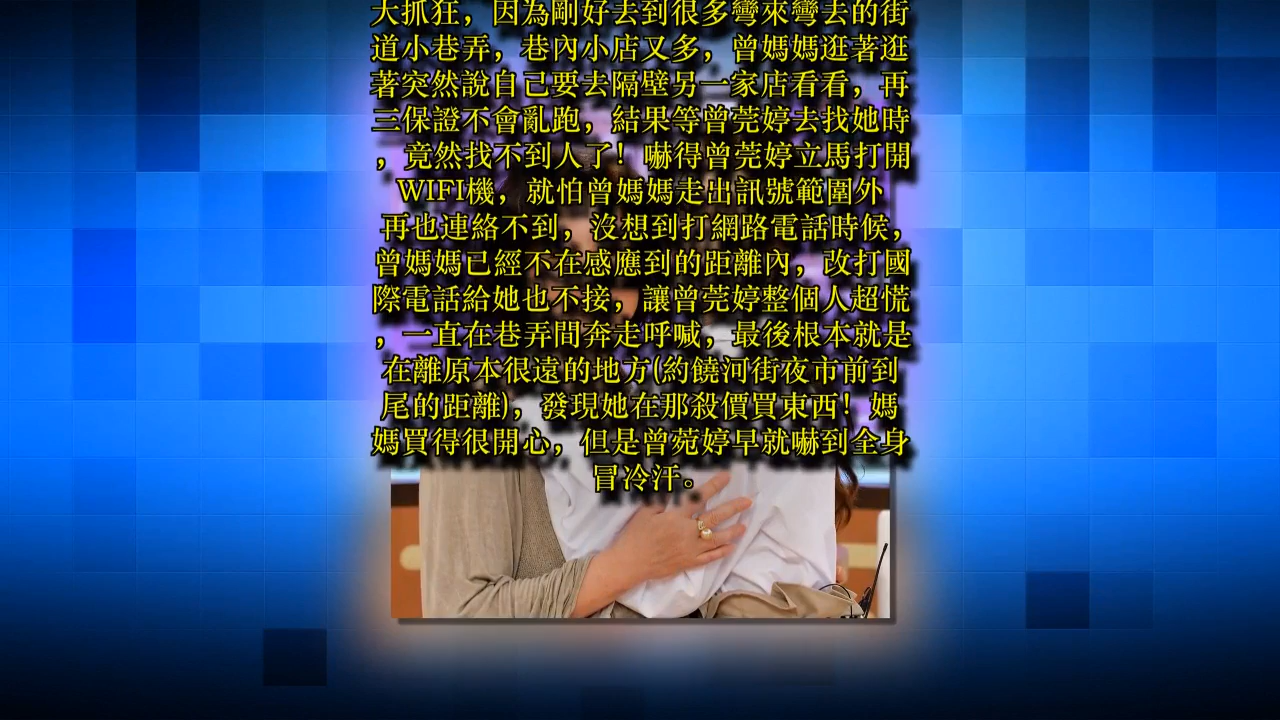 大抓狂，因為剛好去到很多彎來彎去的街
道小巷弄，巷內小店又多，曾媽媽逛著逛
著突然說自己要去隔壁另一家店看看，再
三保證不會亂跑，結果等曾莞婷去找她時
，竟然找不到人了！嚇得曾莞婷立馬打開
WIFI機，就怕曾媽媽走出訊號範圍外
再也連絡不到，沒想到打網路電話時候，
曾媽媽已經不在感應到的距離內，改打國
際電話給她也不接，讓曾莞婷整個人超慌
，一直在巷弄間奔走呼喊，最後根本就是
在離原本很遠的地方(約饒河街夜市前到
尾的距離)，發現她在那殺價買東西！媽
媽買得很開心，但是曾菀婷早就嚇到全身
冒冷汗。